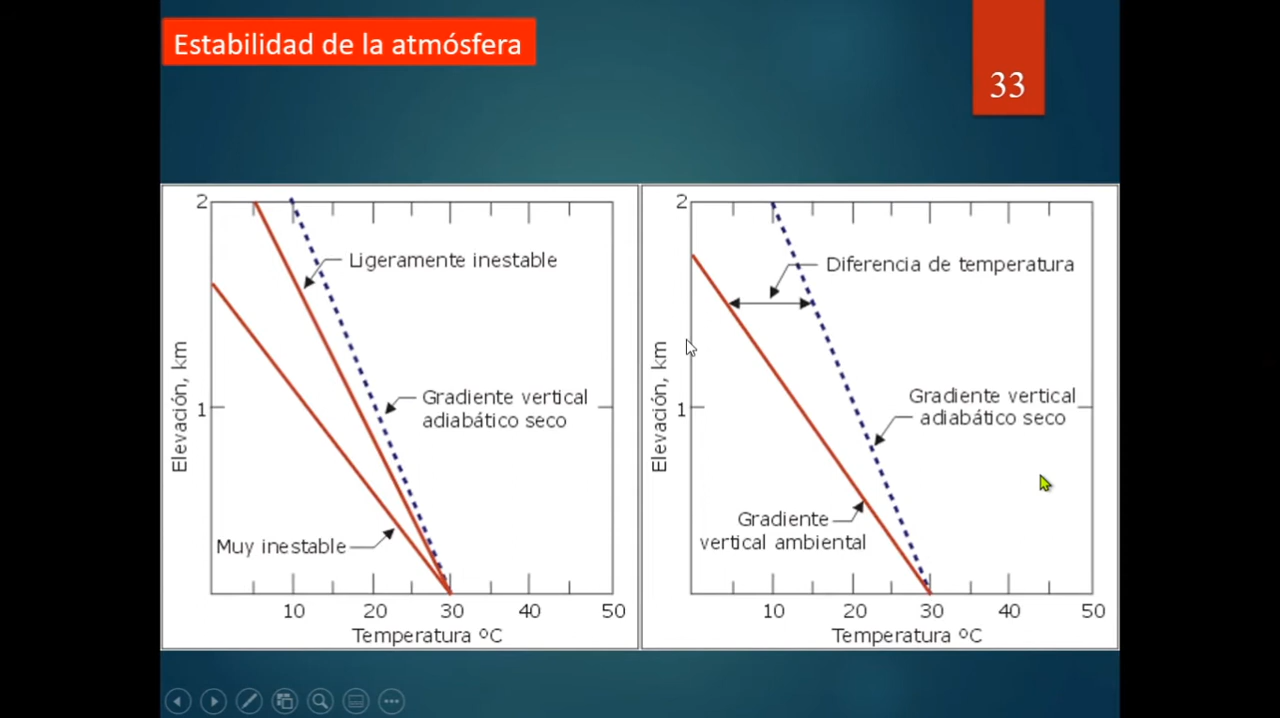 Estabilidad de la atmósfera
33
2
Ligeramente inestable
Gradiente vertical
adiabático seco
1
Elevación, km
Muy inestable
10 20 30 40 50
Temperatura ºC
2
Diferencia de temperatura
Gradiente vertical
adiabático seco
1
Elevación, km
Gradiente
vertical ambiental
10 20 30 40 50
Temperatura ºC